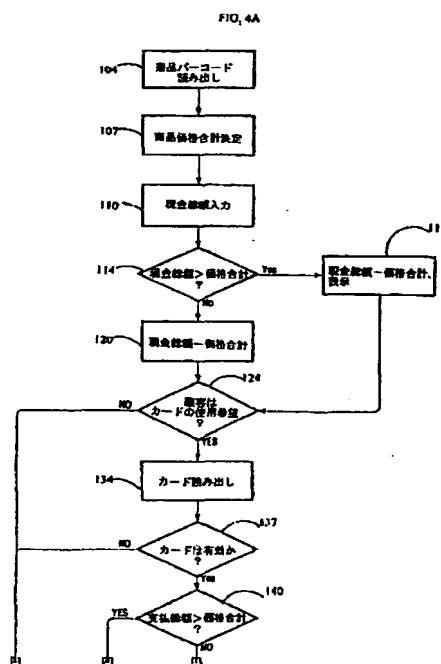 FIG, 4A
104
商品バーコード
読み出し
107
商品価格合計決定
110
現金総額入力
114
現金総額>価格合計
?
Yes
No
11
現金総額-価格合計、
表示
120
現金総額-価格合計
124
顧客は
カードの使用希望
?
NO
YES
134
カード読み出し
137
カードは有効か
?
NO
Yes
140
支払総額>価格合計
?
YES
NO